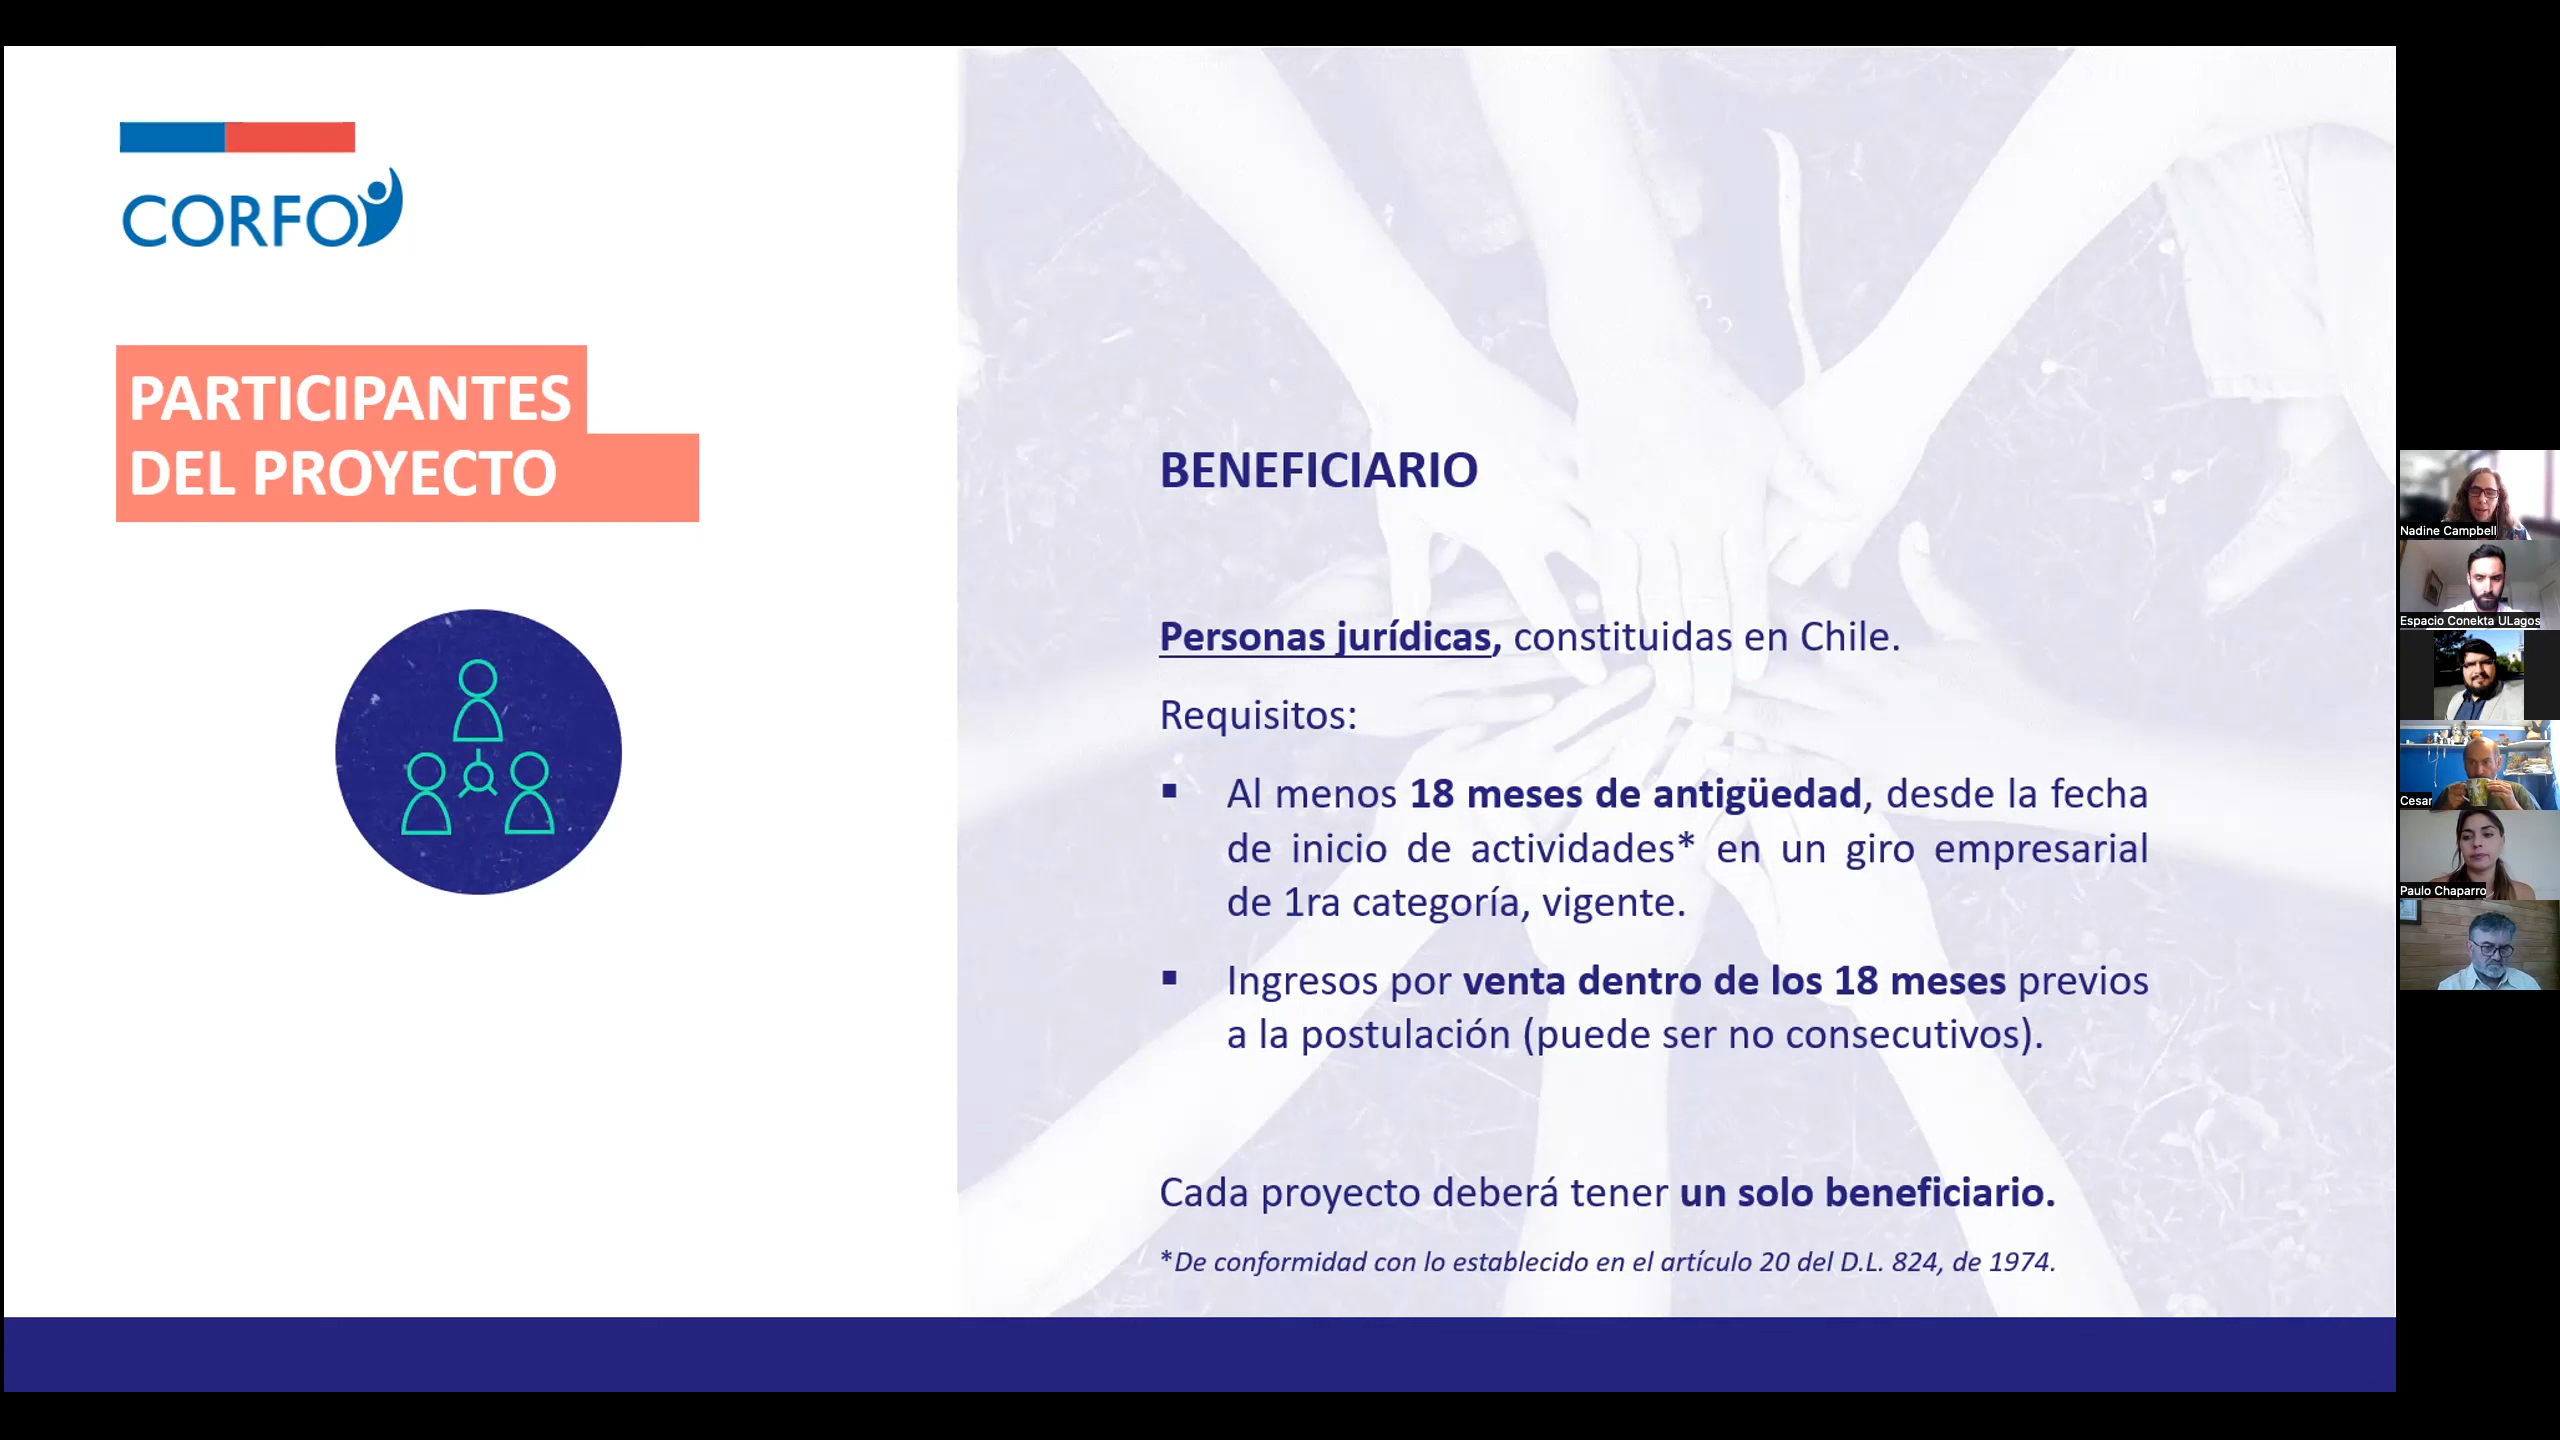 CORFO
PARTICIPANTES
DEL PROYECTO
BENEFICIARIO
Personas jurídicas, constituidas en Chile.
Requisitos:
▪ Al menos 18 meses de antigüedad, desde la fecha
de inicio de actividades* en un giro empresarial
de 1ra categoría, vigente.
▪ Ingresos por venta dentro de los 18 meses previos
a la postulación (puede ser no consecutivos).
Cada proyecto deberá tener un solo beneficiario.
*De conformidad con lo establecido en el artículo 20 del D.L. 824, de 1974.
Nadine Campbell
Espacio Conekta ULagos
Cesar
Paulo Chaparro